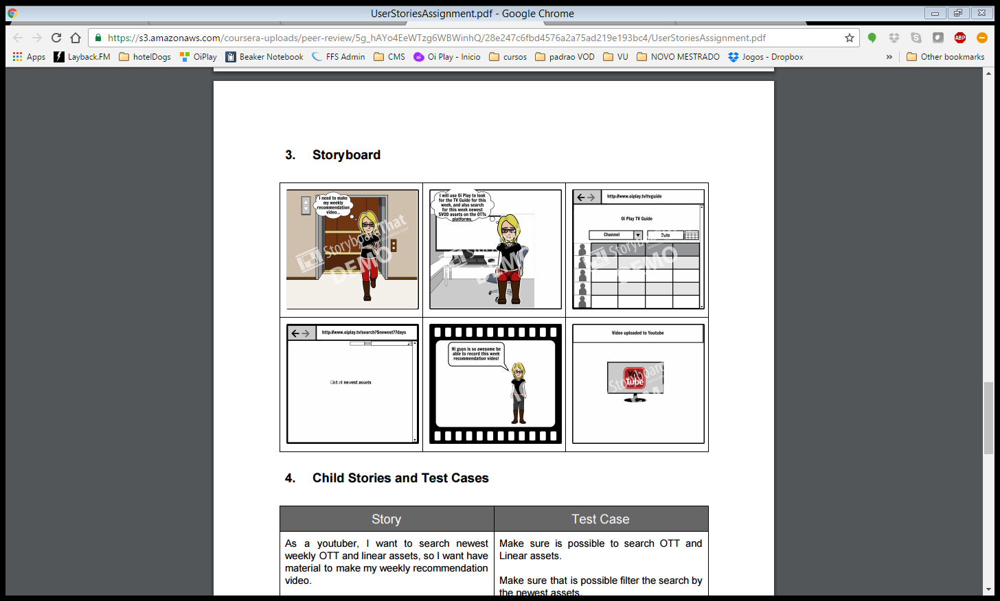 UserStoriesAssignment.pdf - Google Chrome
https://s3.amazonaws.com/coursera-uploads/peer-review/5g_hAYo4EeWTzg6WBWinhQ/28e247c6fbd4576a2a75ad219e193bc4/UserStoriesAssignment.pdf
ABP
Apps Layback.FM hotelDogs OiPlay Beaker Notebook FFS Admin CMS oi Oi Play - Inicio cursos padrao VOD VU NOVO MESTRADO Jogos - Dropbox » Other bookmarks
3. Storyboard
I need to make
my weekly
recommendation
video...
StoryboardThat
DEMO
I will use Oi Play to look
for the TV Guide for this
week, and also search
for this week newest
SVOD assets on the OTTs
platforms.
DEMO
http://www.oiplay.tv/tvguide
Oi Play TV Guide
Channel Date
Storyboard
DEMO
http://www.oiplay.tv/search?$newest?7days
List of newest assets
Hi guys is so awesome be
able to record this week
recommendation video!
Video uploaded to Youtube
You
Tube
Storyboard
4. Child Stories and Test Cases
Story Test Case
As a youtuber, I want to search newest
weekly OTT and linear assets, so I want have
material to make my weekly recommendation
video.
Make sure is possible to search OTT and
Linear assets.
Make sure that is possible filter the search by
the newest assets.